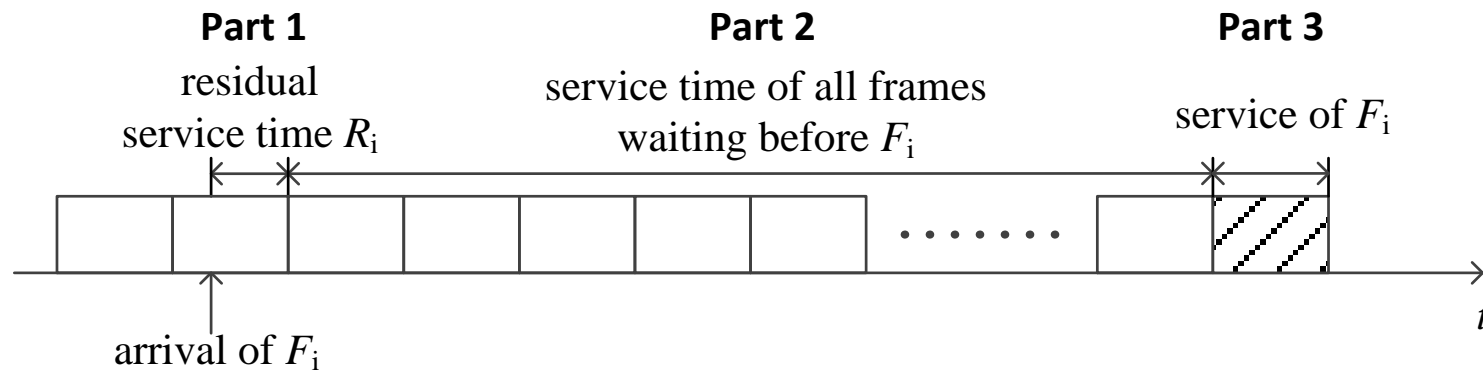 Part 1
residual
service time Rᵢ
Part 2
service time of all frames
waiting before Fᵢ
Part 3
service of Fᵢ
arrival of Fᵢ
t